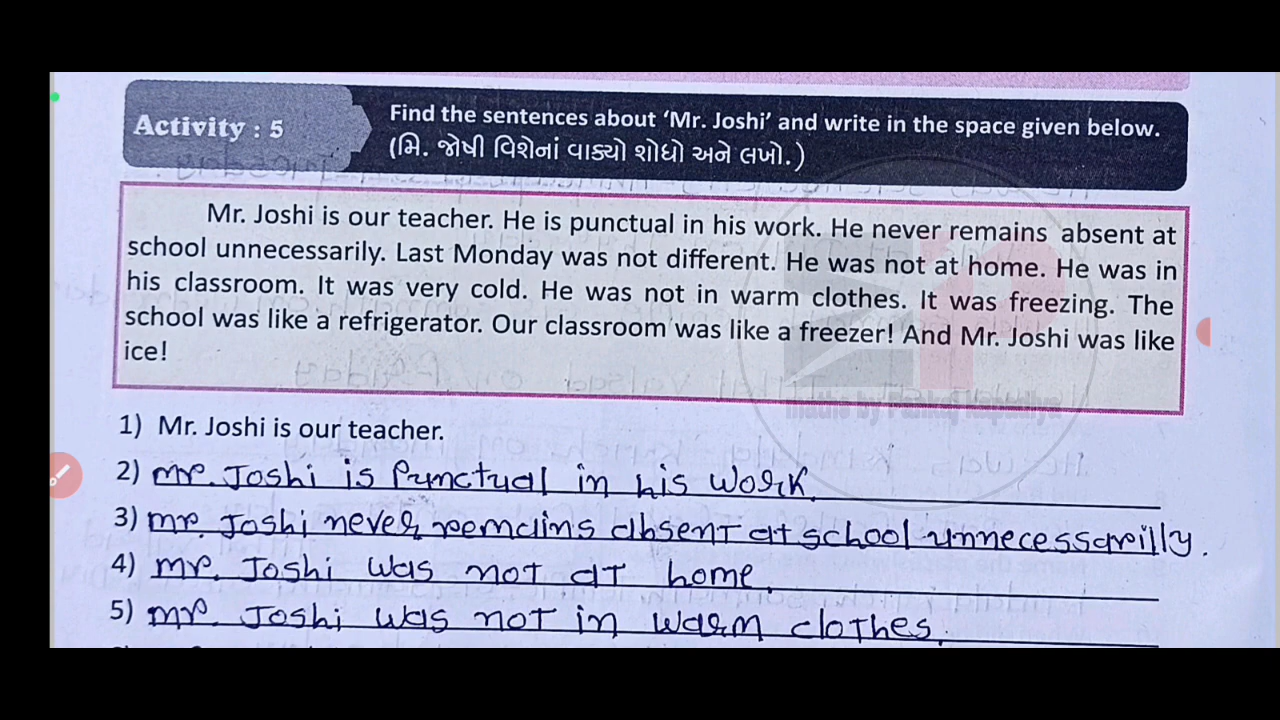 Activity : 5
Find the sentences about ‘Mr. Joshi’ and write in the space given below.
(મિ. જોષી વિશેનાં વાક્યો શોધો અને લખો.)
Mr. Joshi is our teacher. He is punctual in his work. He never remains absent at
school unnecessarily. Last Monday was not different. He was not at home. He was in
his classroom. It was very cold. He was not in warm clothes. It was freezing. The
school was like a refrigerator. Our classroom was like a freezer! And Mr. Joshi was like
ice!
maths by Pankaj
1) Mr. Joshi is our teacher.
2) mr. Joshi is Punctual in his work.
3) mr. Joshi never remains absent at school unnecessarilly.
4) mr. Joshi was not at home.
5) mr. Joshi was not in warm clothes.